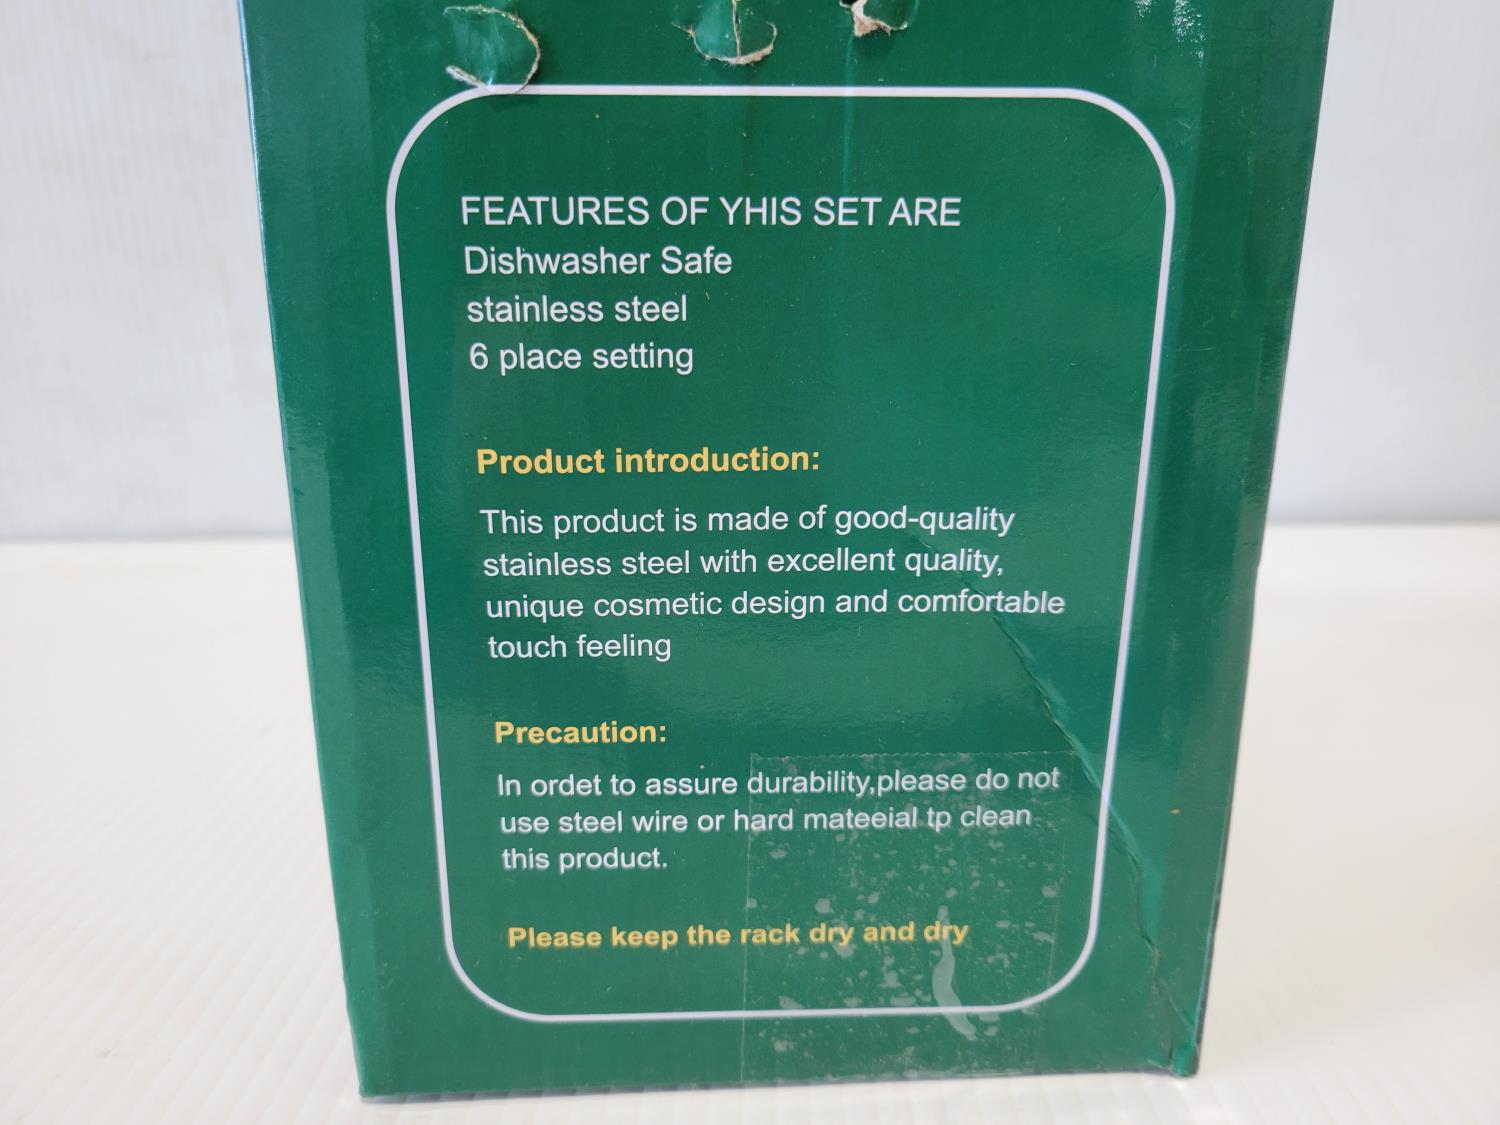 FEATURES OF YHIS SET ARE
Dishwasher Safe
stainless steel
6 place setting
Product introduction:
This product is made of good-quality
stainless steel with excellent quality,
unique cosmetic design and comfortable
touch feeling
Precaution:
In ordet to assure durability,please do not
use steel wire or hard mateeial tp clean
this product.
Please keep the rack dry and dry